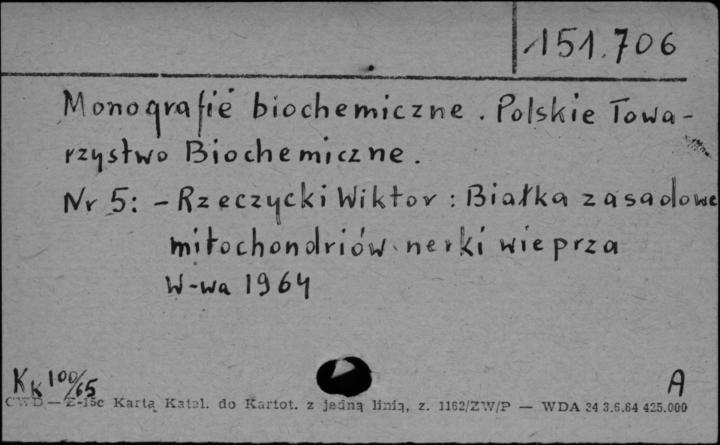 151.706
Monografie biochemiczne. Polskie Towa-
rzystwo Biochemiczne.
Nr 5: - Rzeczycki Wiktor: Białka zasadowe
mitochondriów nerki wieprza
W-wa 1964
Kk 100/65
A
CWD — E-15c Karta Katal. do Kartot. z jedną linią, z. 1162/ZW/P — WDA 24 3.6.64 425.000